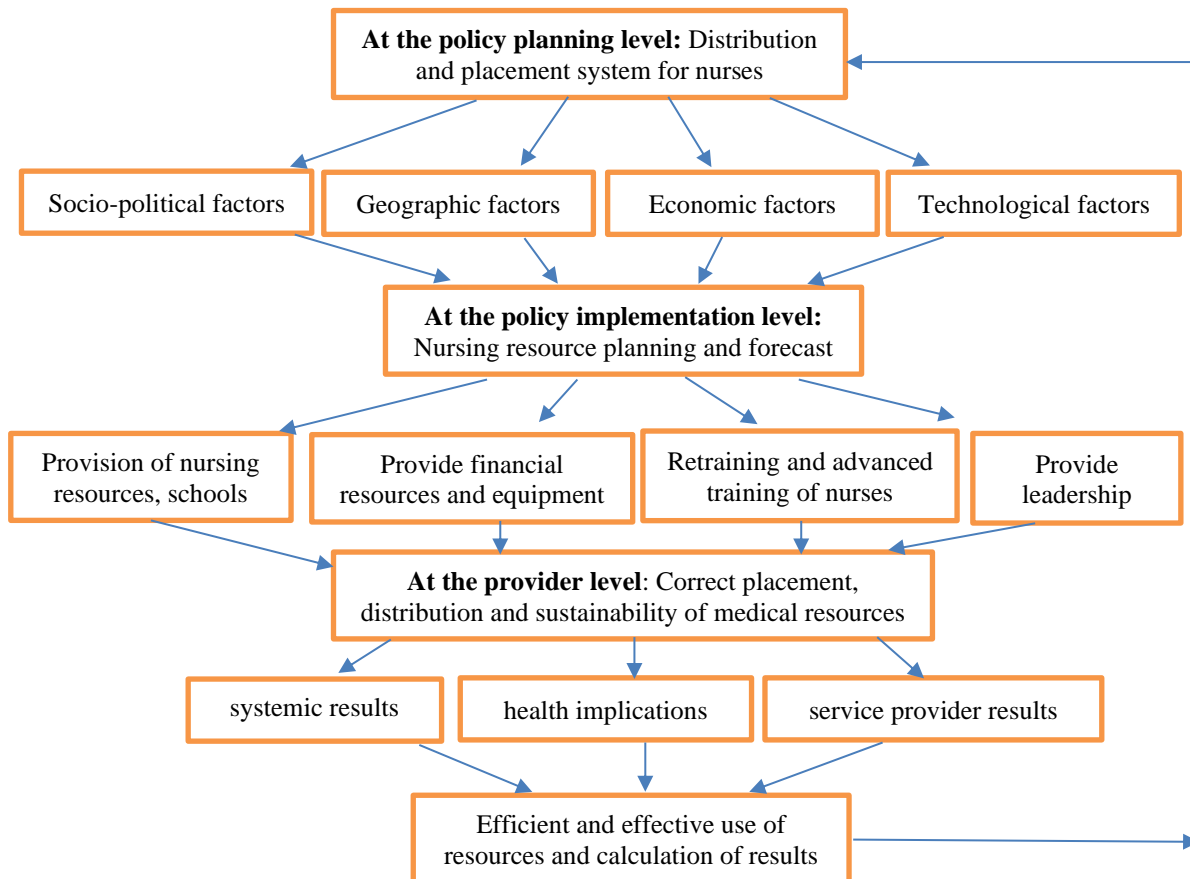 At the policy planning level: Distribution
and placement system for nurses
Socio-political factors
Geographic factors
Economic factors
Technological factors
At the policy implementation level:
Nursing resource planning and forecast
Provision of nursing
resources, schools
Provide financial
resources and equipment
Retraining and advanced
training of nurses
Provide
leadership
At the provider level: Correct placement,
distribution and sustainability of medical resources
systemic results
health implications
service provider results
Efficient and effective use of
resources and calculation of results